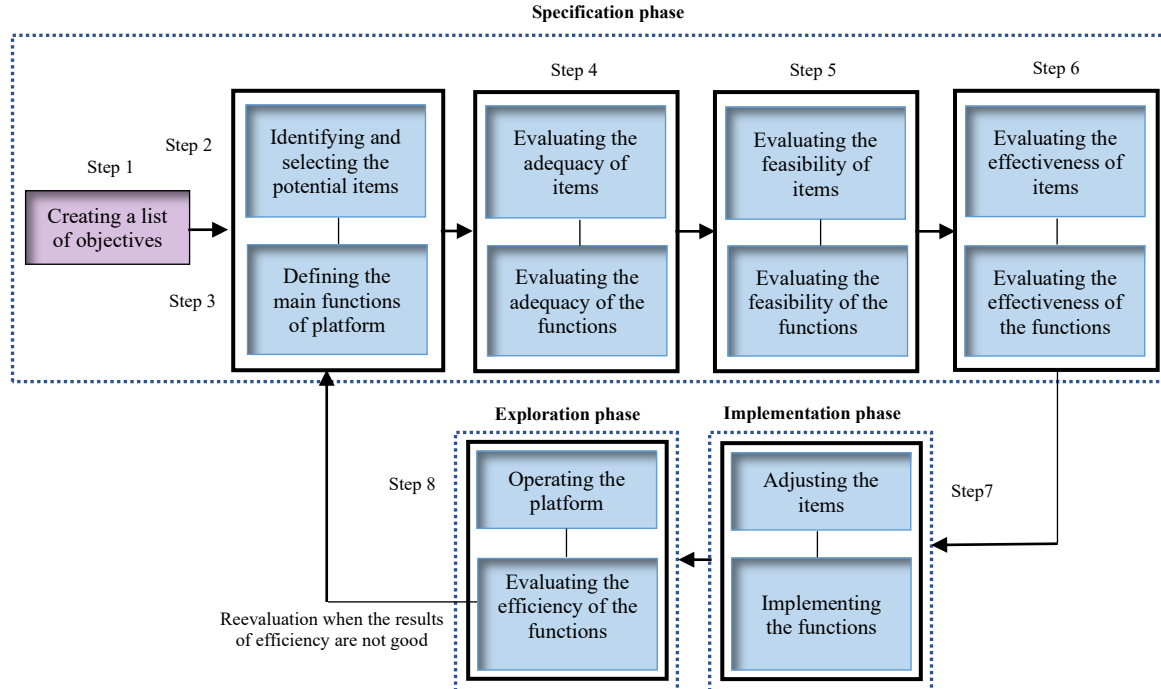 Specification phase
Step 1
Creating a list
of objectives
Step 2
Identifying and
selecting the
potential items
Step 3
Defining the
main functions
of platform
Step 4
Evaluating the
adequacy of
items
Evaluating the
adequacy of the
functions
Step 5
Evaluating the
feasibility of
items
Evaluating the
feasibility of the
functions
Step 6
Evaluating the
effectiveness of
items
Evaluating the
effectiveness of
the functions
Implementation phase
Step7
Adjusting the
items
Implementing
the functions
Exploration phase
Step 8
Operating the
platform
Evaluating the
efficiency of the
functions
Reevaluation when the results
of efficiency are not good